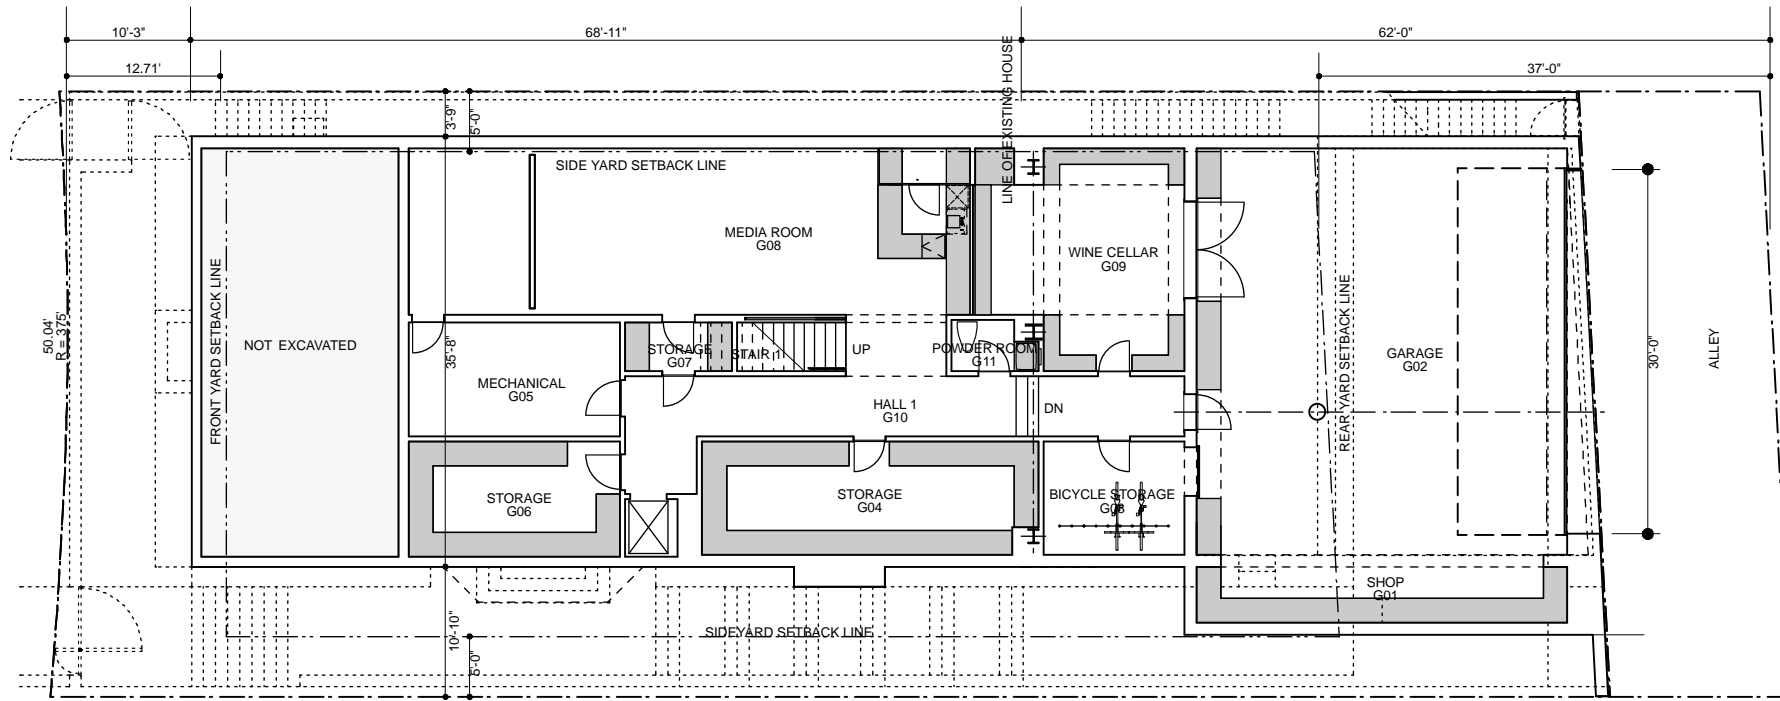 10'-3"
68'-11"
62'-0"
12.71'
37'-0"
3'-9"
5'-0"
LINE OF EXISTING HOUSE
SIDE YARD SETBACK LINE
MEDIA ROOM
G08
WINE CELLAR
G09
50.04'
R = 375'
FRONT YARD SETBACK LINE
NOT EXCAVATED
35'-8"
MECHANICAL
G05
STORAGE
G07
STAIR 1
UP
POWDER ROOM
G11
HALL 1
G10
DN
REAR YARD SETBACK LINE
GARAGE
G02
30'-0"
ALLEY
STORAGE
G06
STORAGE
G04
BICYCLE STORAGE
G03
SHOP
G01
SIDEYARD SETBACK LINE
10'-10"
5'-0"